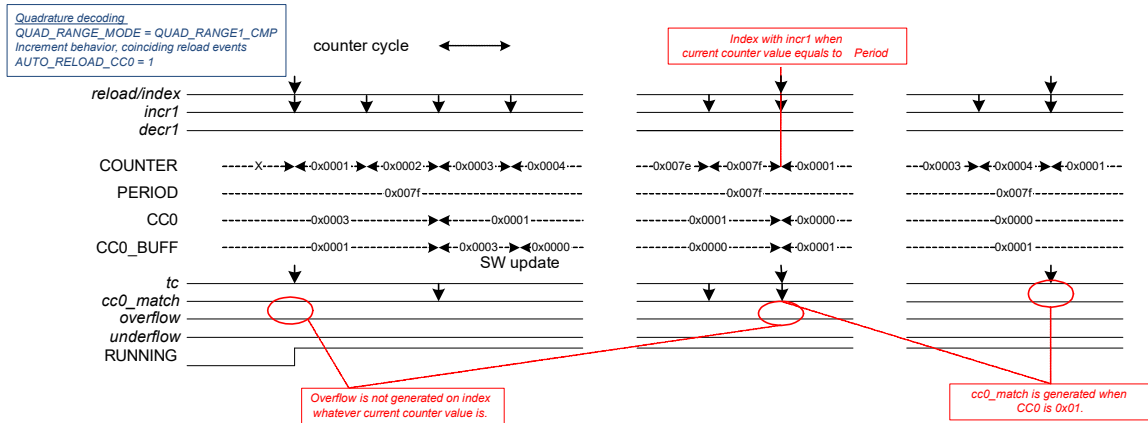 Quadrature decoding
QUAD_RANGE_MODE = QUAD_RANGE1_CMP
Increment behavior, coinciding reload events
AUTO_RELOAD_CC0 = 1
counter cycle
Index with incr1 when
current counter value equals to Period
reload/index
incr1
decr1
COUNTER X 0x0001 0x0002 0x0003 0x0004 0x007e 0x007f 0x0001 0x0003 0x0004 0x0001
PERIOD 0x007f 0x007f 0x007f
CC0 0x0003 0x0001 0x0001 0x0000 0x0000
CC0_BUFF 0x0001 0x0003 0x0000 0x0000 0x0001 0x0001
SW update
tc
cc0_match
overflow
underflow
RUNNING
Overflow is not generated on index
whatever current counter value is.
cc0_match is generated when
CC0 is 0x01.